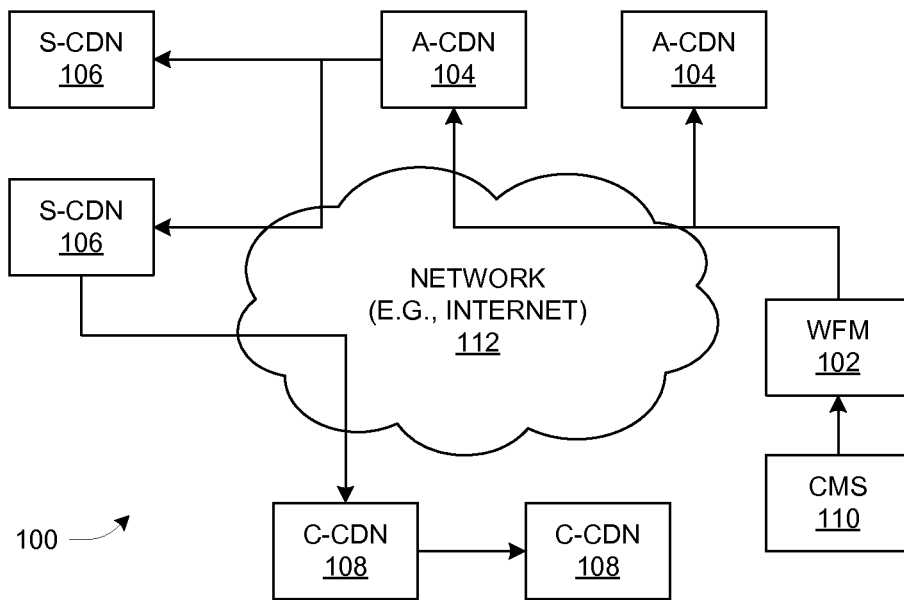 S-CDN
106
A-CDN
104
A-CDN
104
S-CDN
106
NETWORK
(E.G., INTERNET)
112
WFM
102
CMS
110
100
C-CDN
108
C-CDN
108